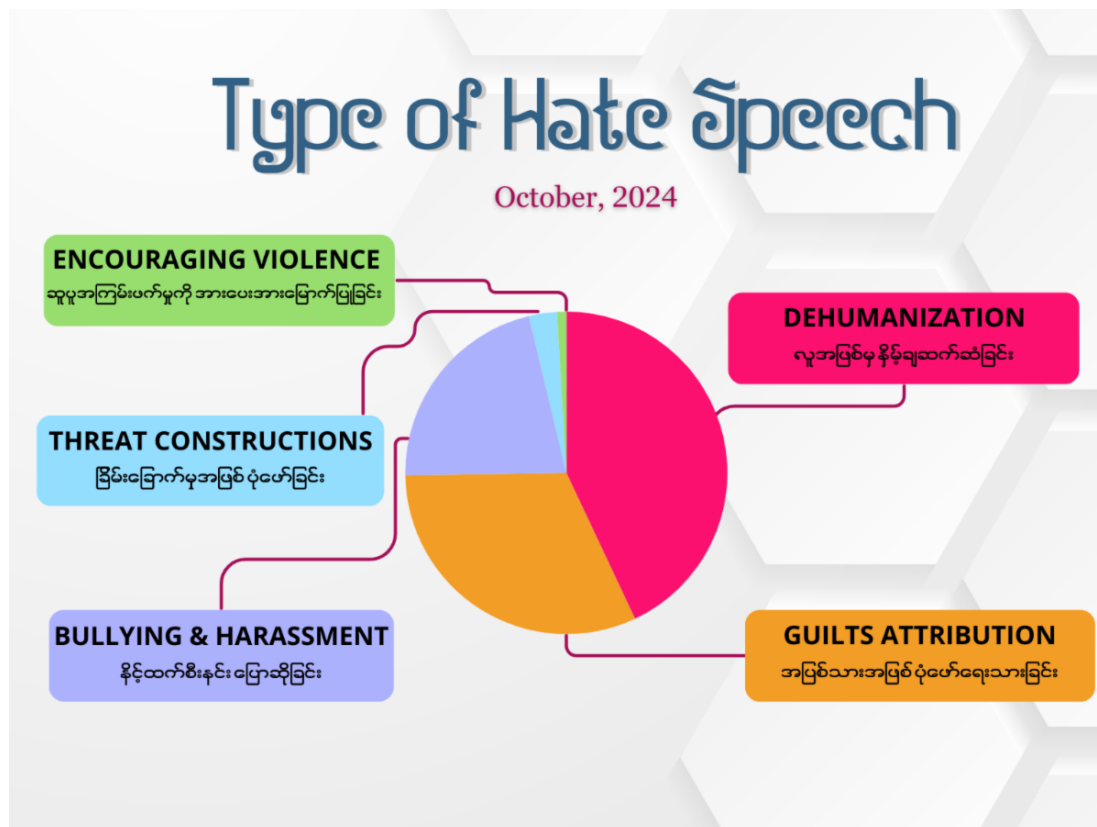 Type of Hate Speech
October, 2024
ENCOURAGING VIOLENCE
ဆူပူအကြမ်းဖက်မှုကို အားပေးအားမြောက်ပြုခြင်း
DEHUMANIZATION
လူအဖြစ်မှ နှိမ့်ချဆက်ဆံခြင်း
THREAT CONSTRUCTIONS
ခြိမ်းခြောက်မှုအဖြစ် ပုံဖော်ခြင်း
BULLYING & HARASSMENT
နှိင့်ထက်စီးနင်း ပြောဆိုခြင်း
GUILTS ATTRIBUTION
အပြစ်သားအဖြစ် ပုံဖော်ရေးသားခြင်း